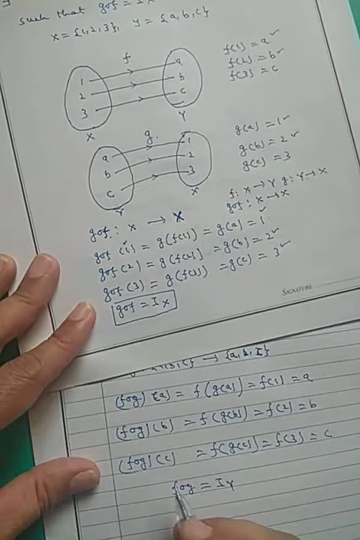 such that gof = I
X = {1,2,3}, Y = {a,b,c}
f
1
2
3
a
b
c
X
Y
f(1) = a ✓
f(2) = b ✓
f(3) = c
g
a
b
c
1
2
3
Y
X
g(a) = 1 ✓
g(b) = 2 ✓
g(c) = 3
f: X → Y g: Y → X
gof: X → X
gof : X → X
gof (1) = g(f(1)) = g(a) = 1 ✓
gof (2) = g(f(2)) = g(b) = 2 ✓
gof (3) = g(f(3)) = g(c) = 3 ✓
gof = Ix
SIGNATURE
→ {a,b,c}
(fog) (a) = f(g(a)) = f(1) = a
(fog) (b) = f(g(b)) = f(2) = b
(fog) (c) = f(g(c)) = f(3) = c
fog = Iy